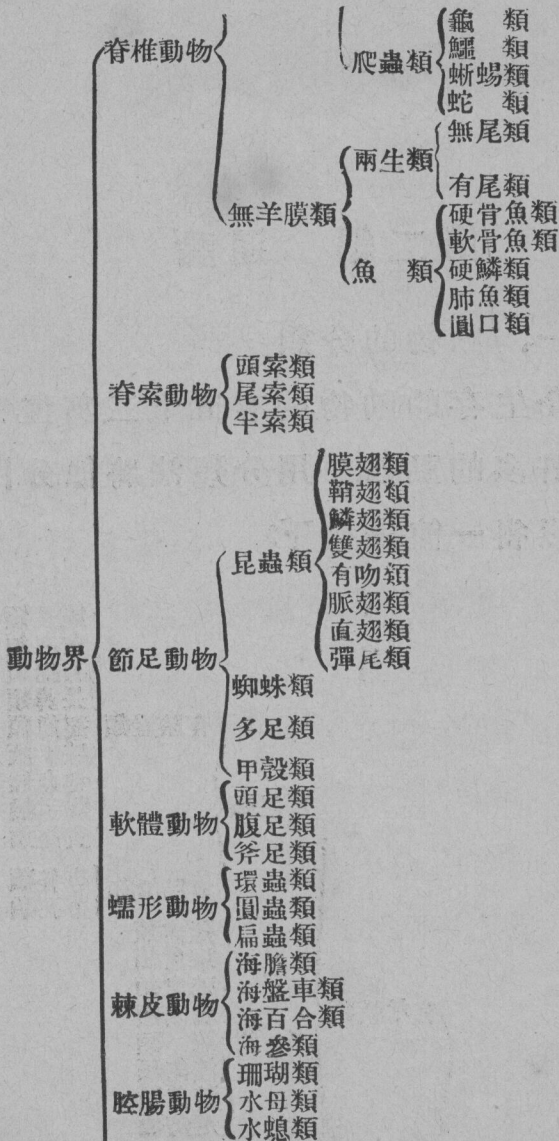 龜類
脊椎動物
爬蟲類
鱷類
蜥蜴類
蛇類
無尾類
兩生類
有尾類
無羊膜類
硬骨魚類
軟骨魚類
魚類
硬鱗類
肺魚類
圓口類
頭索類
脊索動物
尾索類
半索類
膜翅類
鞘翅類
鱗翅類
雙翅類
昆蟲類
有吻類
脈翅類
直翅類
動物界
節足動物
彈尾類
蜘蛛類
多足類
甲殼類
頭足類
軟體動物
腹足類
斧足類
環蟲類
蠕形動物
圓蟲類
扁蟲類
海膽類
海盤車類
棘皮動物
海百合類
海參類
珊瑚類
腔腸動物
水母類
水螅類